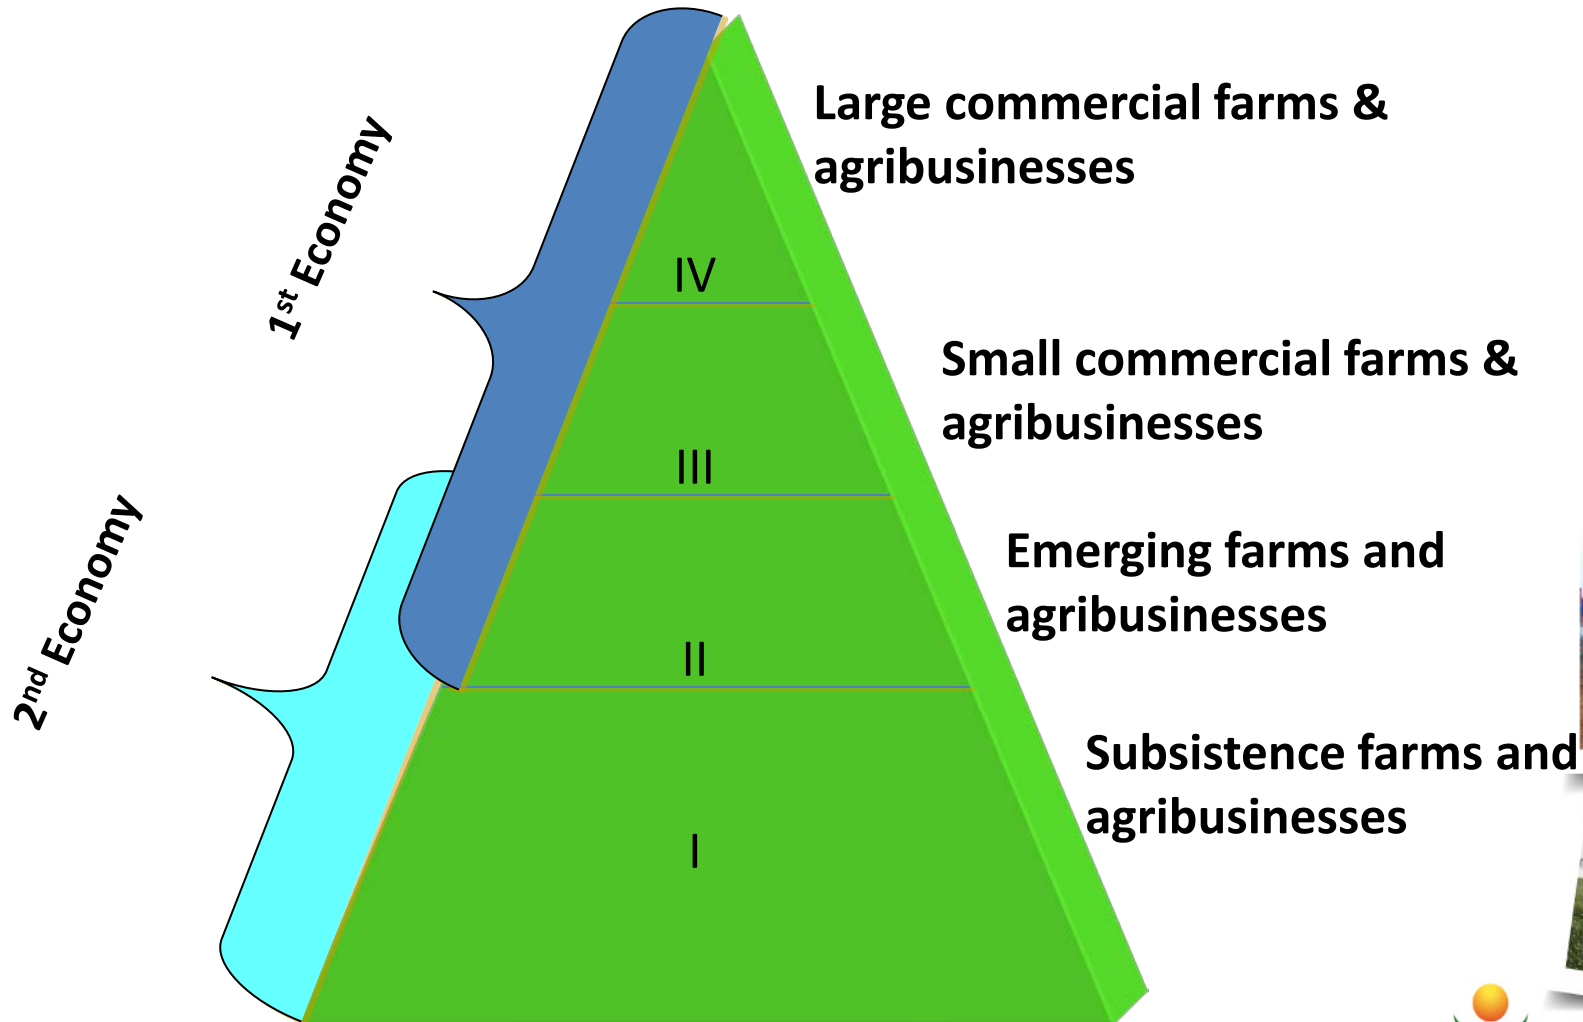 Large commercial farms &
agribusinesses
1st Economy
IV
Small commercial farms &
agribusinesses
III
Emerging farms and
agribusinesses
2nd Economy
II
Subsistence farms and
agribusinesses
I